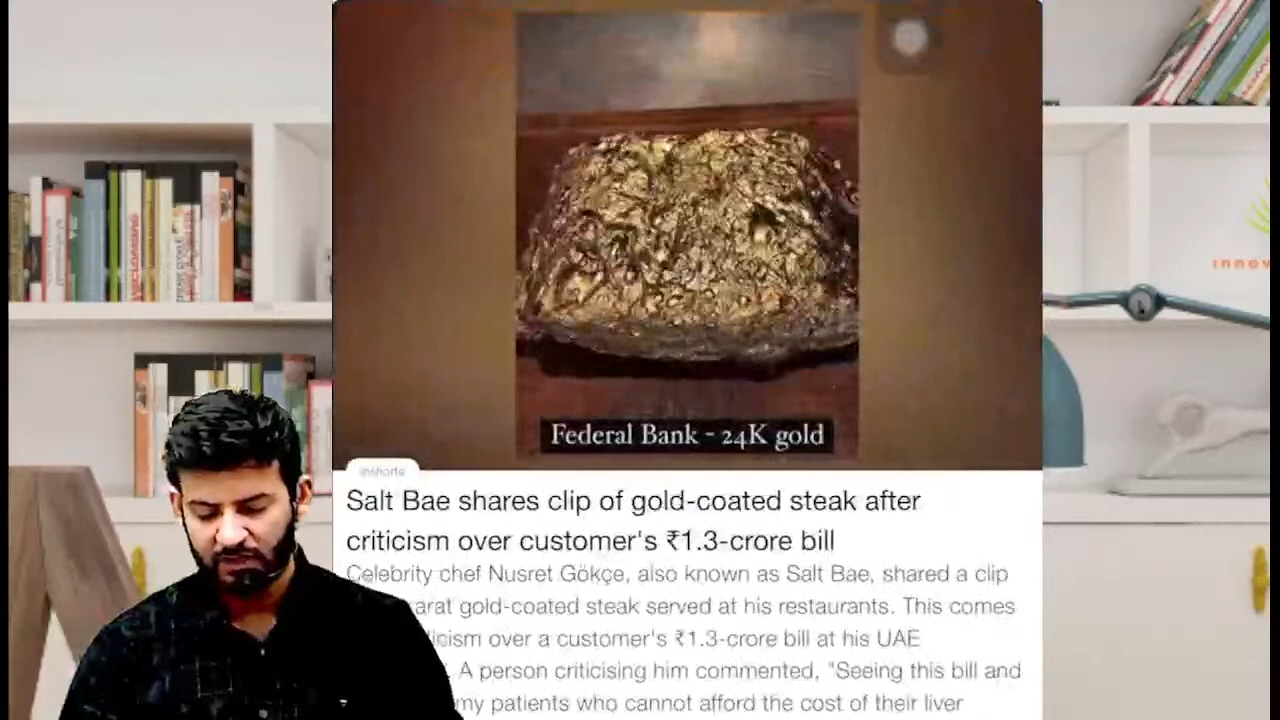 INNOV
Federal Bank - 24K gold
inshorts
Salt Bae shares clip of gold-coated steak after
criticism over customer's ₹1.3-crore bill
Celebrity chef Nusret Gökçe, also known as Salt Bae, shared a clip
gold-coated steak served at his restaurants. This comes
over a customer's ₹1.3-crore bill at his UAE
A person criticising him commented, "Seeing this bill and
my patients who cannot afford the cost of their liver